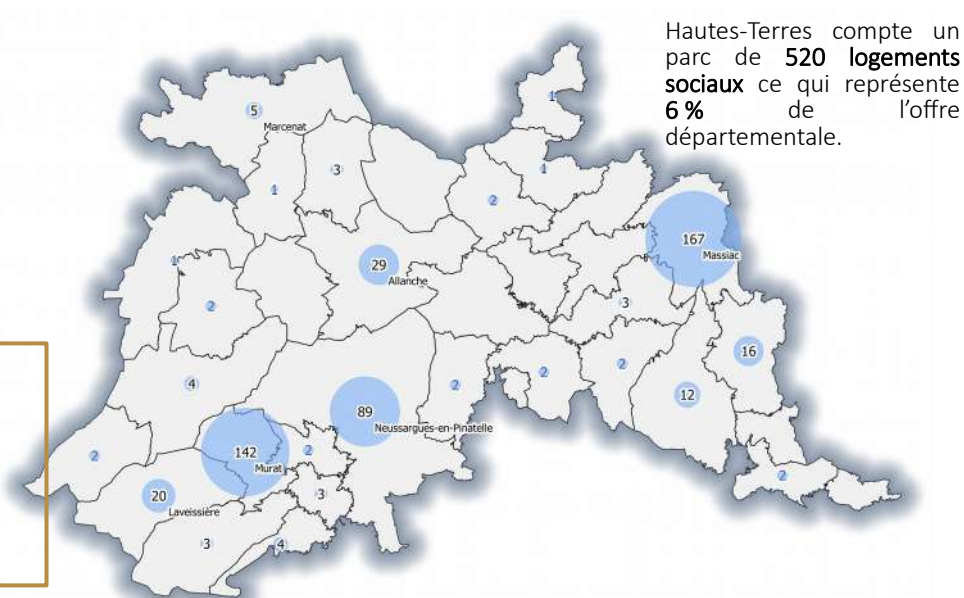 Hautes-Terres compte un
parc de 520 logements
sociaux ce qui représente
6 % de l'offre
départementale.
1
5
Marcenat
3
1
1
2
167
Massiac
29
Allanche
1
2
3
16
4
2
2
2
12
89
Neussargues-en-Pinatelle
142
Murat
2
2
2
20
Laveissière
3
3
4